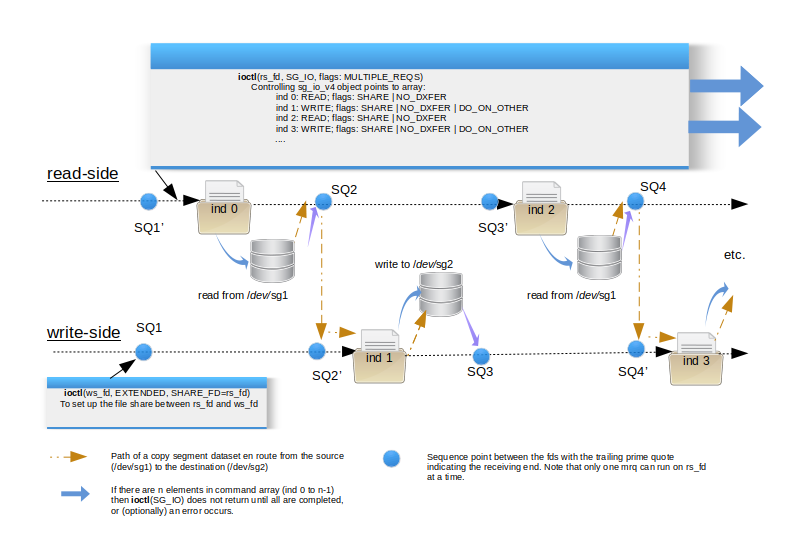 ioctl(rs_fd, SG_IO, flags: MULTIPLE_REQS)
Controlling sg_io_v4 object points to array:
ind 0: READ; flags: SHARE | NO_DXFER
ind 1: WRITE; flags: SHARE | NO_DXFER | DO_ON_OTHER
ind 2: READ; flags: SHARE | NO_DXFER
ind 3: WRITE; flags: SHARE | NO_DXFER | DO_ON_OTHER
....
read-side
SQ1’
ind 0
SQ2
SQ3’
ind 2
SQ4
read from /dev/sg1
write to /dev/sg2
read from /dev/sg1
etc.
write-side
SQ1
SQ2’
ind 1
SQ3
SQ4’
ind 3
ioctl(ws_fd, EXTENDED, SHARE_FD=rs_fd)
To set up the file share between rs_fd and ws_fd
Path of a copy segment dataset en route from the source
(/dev/sg1) to the destination (/dev/sg2)
If there are n elements in command array (ind 0 to n-1)
then ioctl(SG_IO) does not return until all are completed,
or (optionally) an error occurs.
Sequence point between the fds with the trailing prime quote
indicating the receiving end. Note that only one mrq can run on rs_fd
at a time.